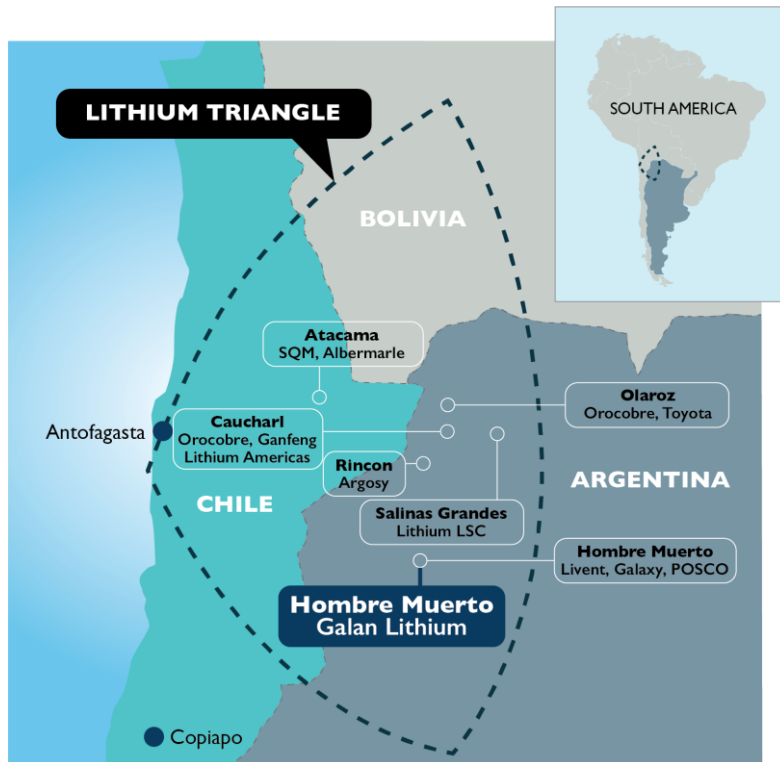 SOUTH AMERICA
LITHIUM TRIANGLE
BOLIVIA
Atacama
SQM, Albermarle
Olaroz
Orocobre, Toyota
Antofagasta
Caucharl
Orocobre, Ganfeng
Lithium Americas
Rincon
Argosy
ARGENTINA
CHILE
Salinas Grandes
Lithium LSC
Hombre Muerto
Livent, Galaxy, POSCO
Hombre Muerto
Galan Lithium
Copiapo